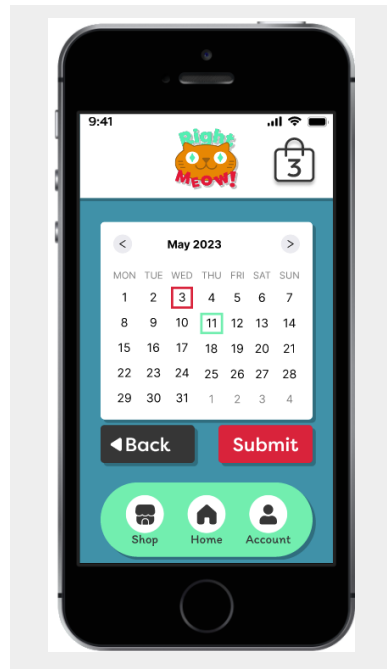 9:41
Right
MEOW!
3
May 2023
MON TUE WED THU FRI SAT SUN
1 2 3 4 5 6 7
8 9 10 11 12 13 14
15 16 17 18 19 20 21
22 23 24 25 26 27 28
29 30 31 1 2 3 4
Back Submit
Shop Home Account